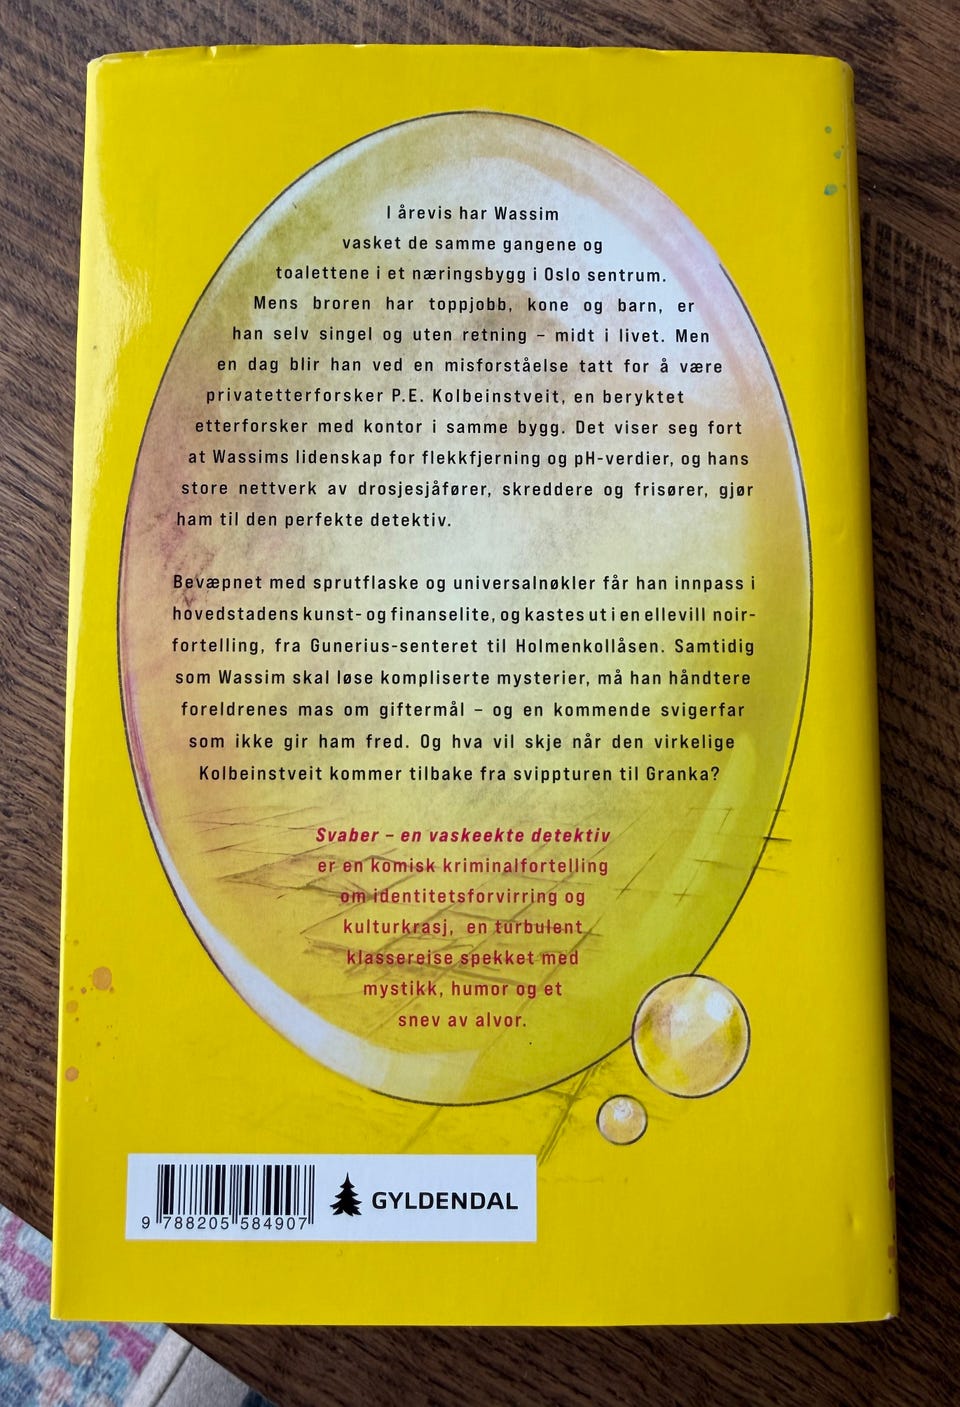 I årevis har Wassim
vasket de samme gangene og
toalettene i et næringsbygg i Oslo sentrum.
Mens broren har toppjobb, kone og barn, er
han selv singel og uten retning – midt i livet. Men
en dag blir han ved en misforståelse tatt for å være
privatetterforsker P.E. Kolbeinstveit, en beryktet
etterforsker med kontor i samme bygg. Det viser seg fort
at Wassims lidenskap for flekkfjerning og pH-verdier, og hans
store nettverk av drosjesjåfører, skreddere og frisører, gjør
ham til den perfekte detektiv.
Bevæpnet med sprutflaske og universalnøkler får han innpass i
hovedstadens kunst- og finanselite, og kastes ut i en ellevill noir-
fortelling, fra Gunerius-senteret til Holmenkollåsen. Samtidig
som Wassim skal løse kompliserte mysterier, må han håndtere
foreldrenes mas om giftermål – og en kommende svigerfar
som ikke gir ham fred. Og hva vil skje når den virkelige
Kolbeinstveit kommer tilbake fra svippturen til Granka?
Svaber – en vaskeekte detektiv
er en komisk kriminalfortelling
om identitetsforvirring og
kulturkrasj, en turbulent
klassereise spekket med
mystikk, humor og et
snev av alvor.
9 788205 584907
GYLDENDAL